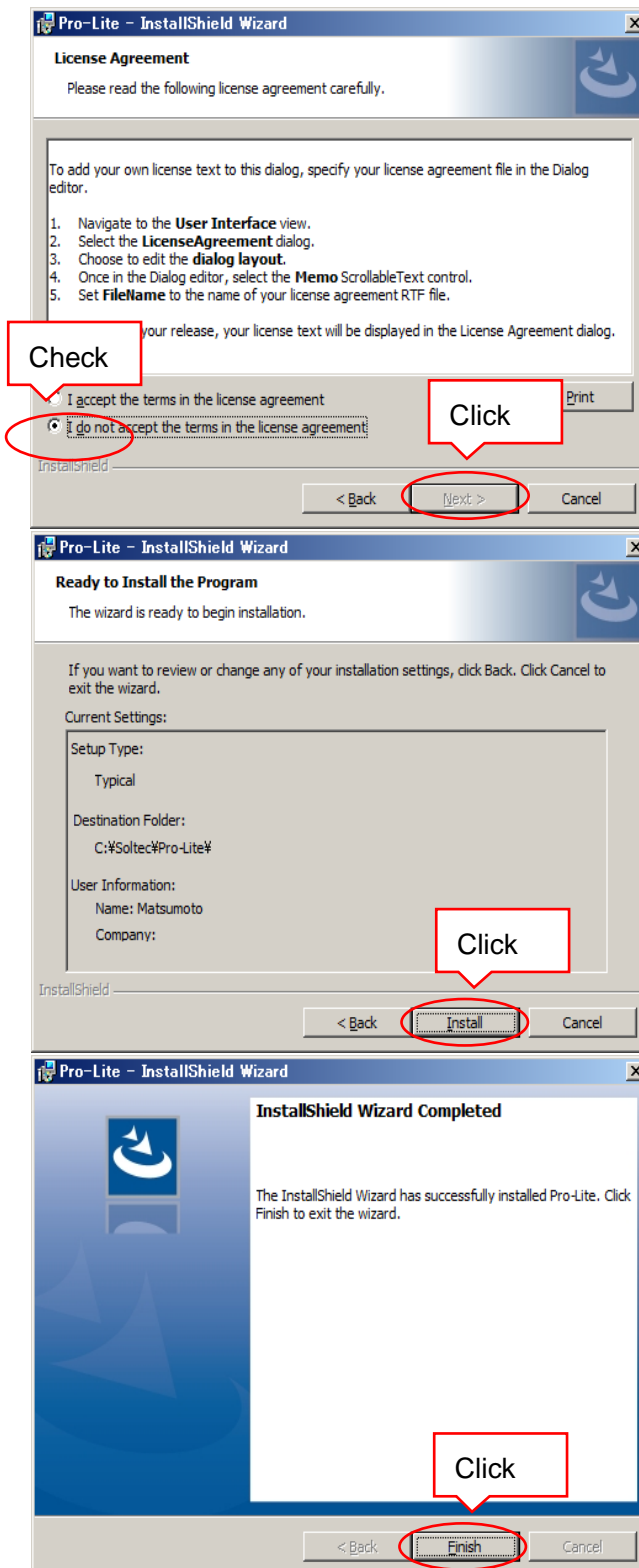 Pro-Lite - InstallShield Wizard
License Agreement
Please read the following license agreement carefully.
To add your own license text to this dialog, specify your license agreement file in the Dialog
editor.
1. Navigate to the User Interface view.
2. Select the LicenseAgreement dialog.
3. Choose to edit the dialog layout.
4. Once in the Dialog editor, select the Memo ScrollableText control.
5. Set FileName to the name of your license agreement RTF file.
your release, your license text will be displayed in the License Agreement dialog.
Check
I accept the terms in the license agreement
Print
Click
I do not accept the terms in the license agreement
InstallShield
< Back
Next >
Cancel
Pro-Lite - InstallShield Wizard
Ready to Install the Program
The wizard is ready to begin installation.
If you want to review or change any of your installation settings, click Back. Click Cancel to
exit the wizard.
Current Settings:
Setup Type:
Typical
Destination Folder:
C:¥Soltec¥Pro-Lite¥
User Information:
Name: Matsumoto
Company:
Click
InstallShield
< Back
Install
Cancel
Pro-Lite - InstallShield Wizard
InstallShield Wizard Completed
The InstallShield Wizard has successfully installed Pro-Lite. Click
Finish to exit the wizard.
Click
< Back
Finish
Cancel